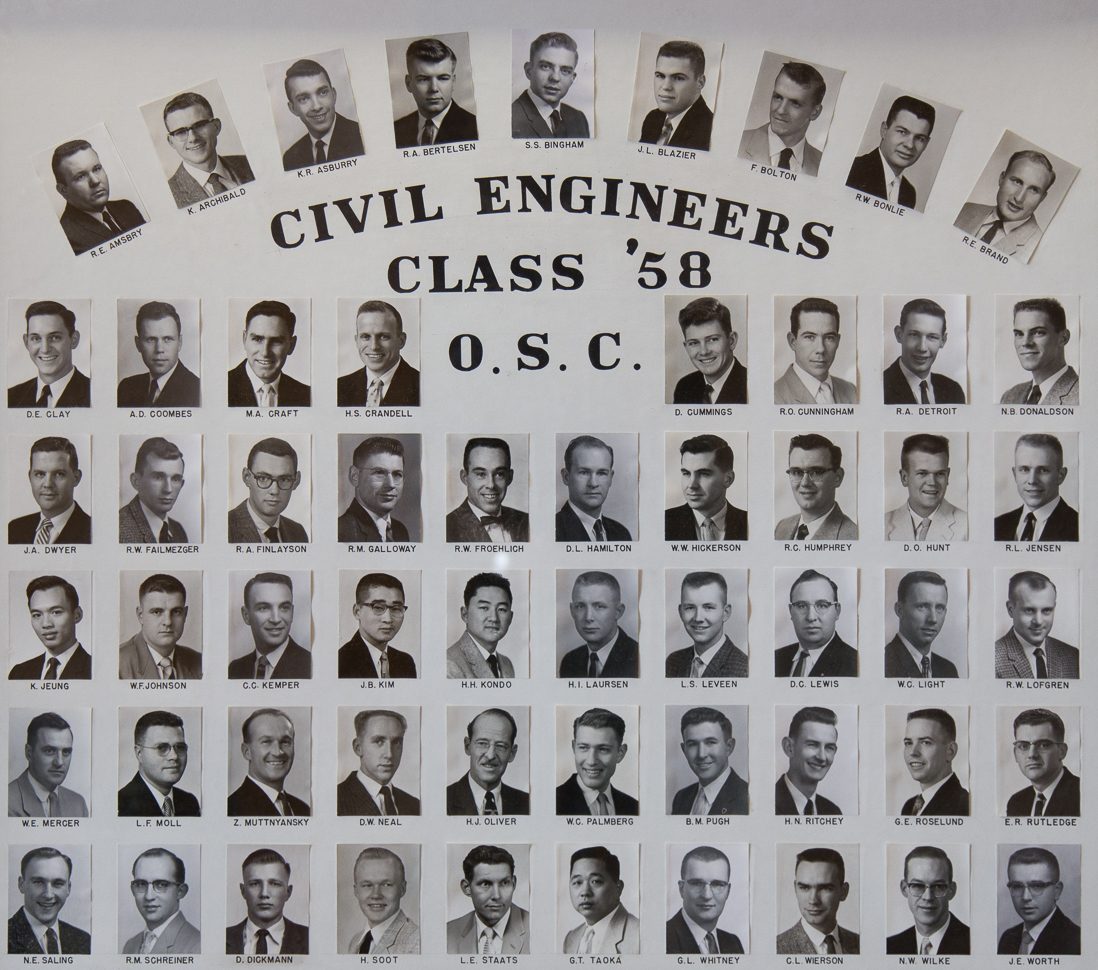 R.E. AMSBRY
K. ARCHIBALD
K.R. ASBURRY
R.A. BERTELSEN
S.S. BINGHAM
J.L. BLAZIER
F. BOLTON
R.W. BONLIE
R.E. BRAND
CIVIL ENGINEERS
CLASS '58
O.S.C.
D.E. CLAY
A.D. COOMBES
M.A. CRAFT
H.S. CRANDELL
D. CUMMINGS
R.O. CUNNINGHAM
R.A. DETROIT
N.B. DONALDSON
J.A. DWYER
R.W. FAILMEZGER
R.A. FINLAYSON
R.M. GALLOWAY
R.W. FROEHLICH
D.L. HAMILTON
W.W. HICKERSON
R.C. HUMPHREY
D.O. HUNT
R.L. JENSEN
K. JEUNG
W.F. JOHNSON
C.C. KEMPER
J.B. KIM
H.H. KONDO
H.I. LAURSEN
L.S. LEVEEN
D.C. LEWIS
W.C. LIGHT
R.W. LOFGREN
W.E. MERCER
L.F. MOLL
Z. MUTTNYANSKY
D.W. NEAL
H.J. OLIVER
W.C. PALMBERG
B.M. PUGH
H.N. RITCHEY
G.E. ROSELUND
E.R. RUTLEDGE
N.E. SALING
R.M. SCHREINER
D. DICKMANN
H. SOOT
L.E. STAATS
G.T. TAOKA
G.L. WHITNEY
C.L. WIERSON
N.W. WILKE
J.E. WORTH